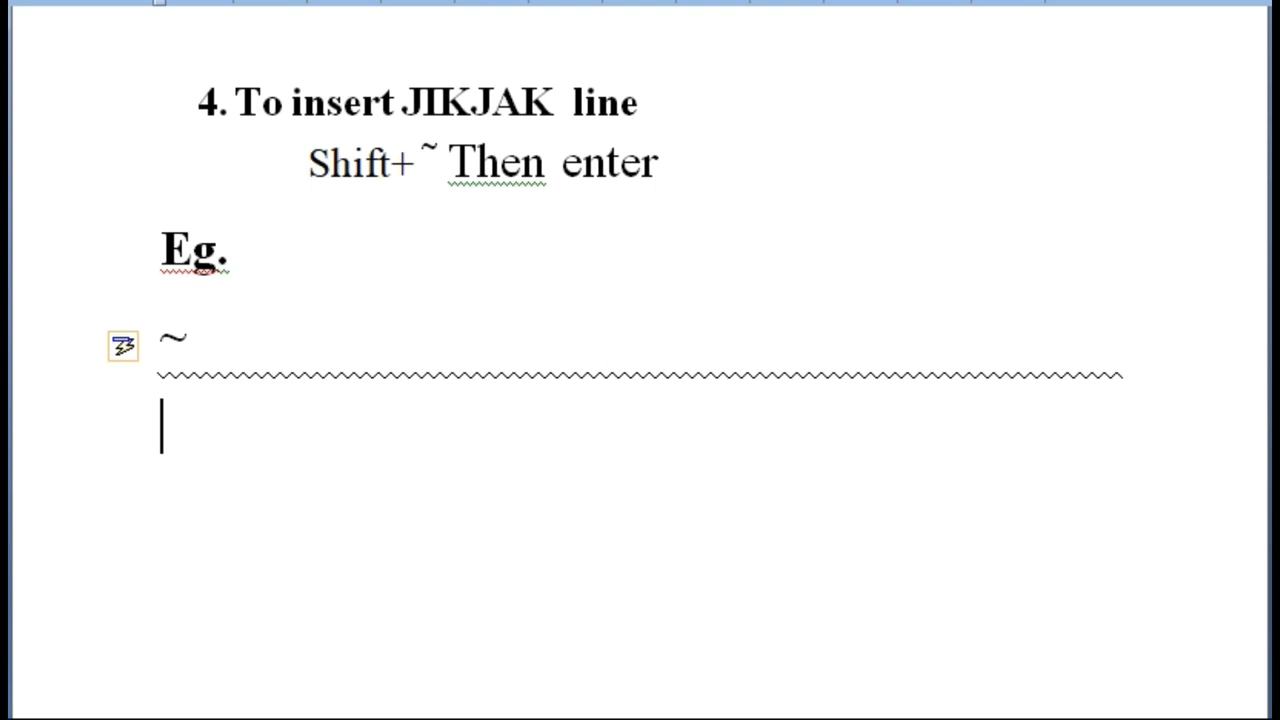 4. To insert JIKJAK line
Shift+ ~ Then enter
Eg.
~